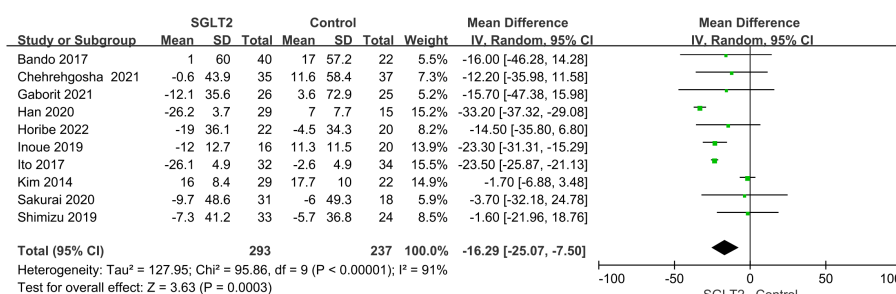 SGLT2 Control Mean Difference Mean Difference
Study or Subgroup Mean SD Total Mean SD Total Weight IV, Random, 95% CI IV, Random, 95% CI
Bando 2017 1 60 40 17 57.2 22 5.5% -16.00 [-46.28, 14.28]
Chehrehgosha 2021 -0.6 43.9 35 11.6 58.4 37 7.3% -12.20 [-35.98, 11.58]
Gaborit 2021 -12.1 35.6 26 3.6 72.9 25 5.1% -15.70 [-47.38, 15.98]
Han 2020 -26.2 3.7 29 7 7.7 15 15.2% -33.20 [-37.32, -29.08]
Horibe 2022 -19 36.1 22 -4.5 34.3 20 8.2% -14.50 [-35.80, 6.80]
Inoue 2019 -12 12.7 16 11.3 11.5 20 13.9% -23.30 [-31.31, -15.29]
Ito 2017 -26.1 4.9 32 -2.6 4.9 34 15.5% -23.50 [-25.87, -21.13]
Kim 2014 16 8.4 29 17.7 10 22 14.9% -1.70 [-6.88, 3.48]
Sakurai 2020 -9.7 48.6 31 -6 49.3 18 5.9% -3.70 [-32.18, 24.78]
Shimizu 2019 -7.3 41.2 33 -5.7 36.8 24 8.5% -1.60 [-21.96, 18.76]
Total (95% CI) 293 237 100.0% -16.29 [-25.07, -7.50]
Heterogeneity: Tau² = 127.95; Chi² = 95.86, df = 9 (P < 0.00001); I² = 91%
Test for overall effect: Z = 3.63 (P = 0.0003)
-100 -50 0 50 100
SGLT2 Control